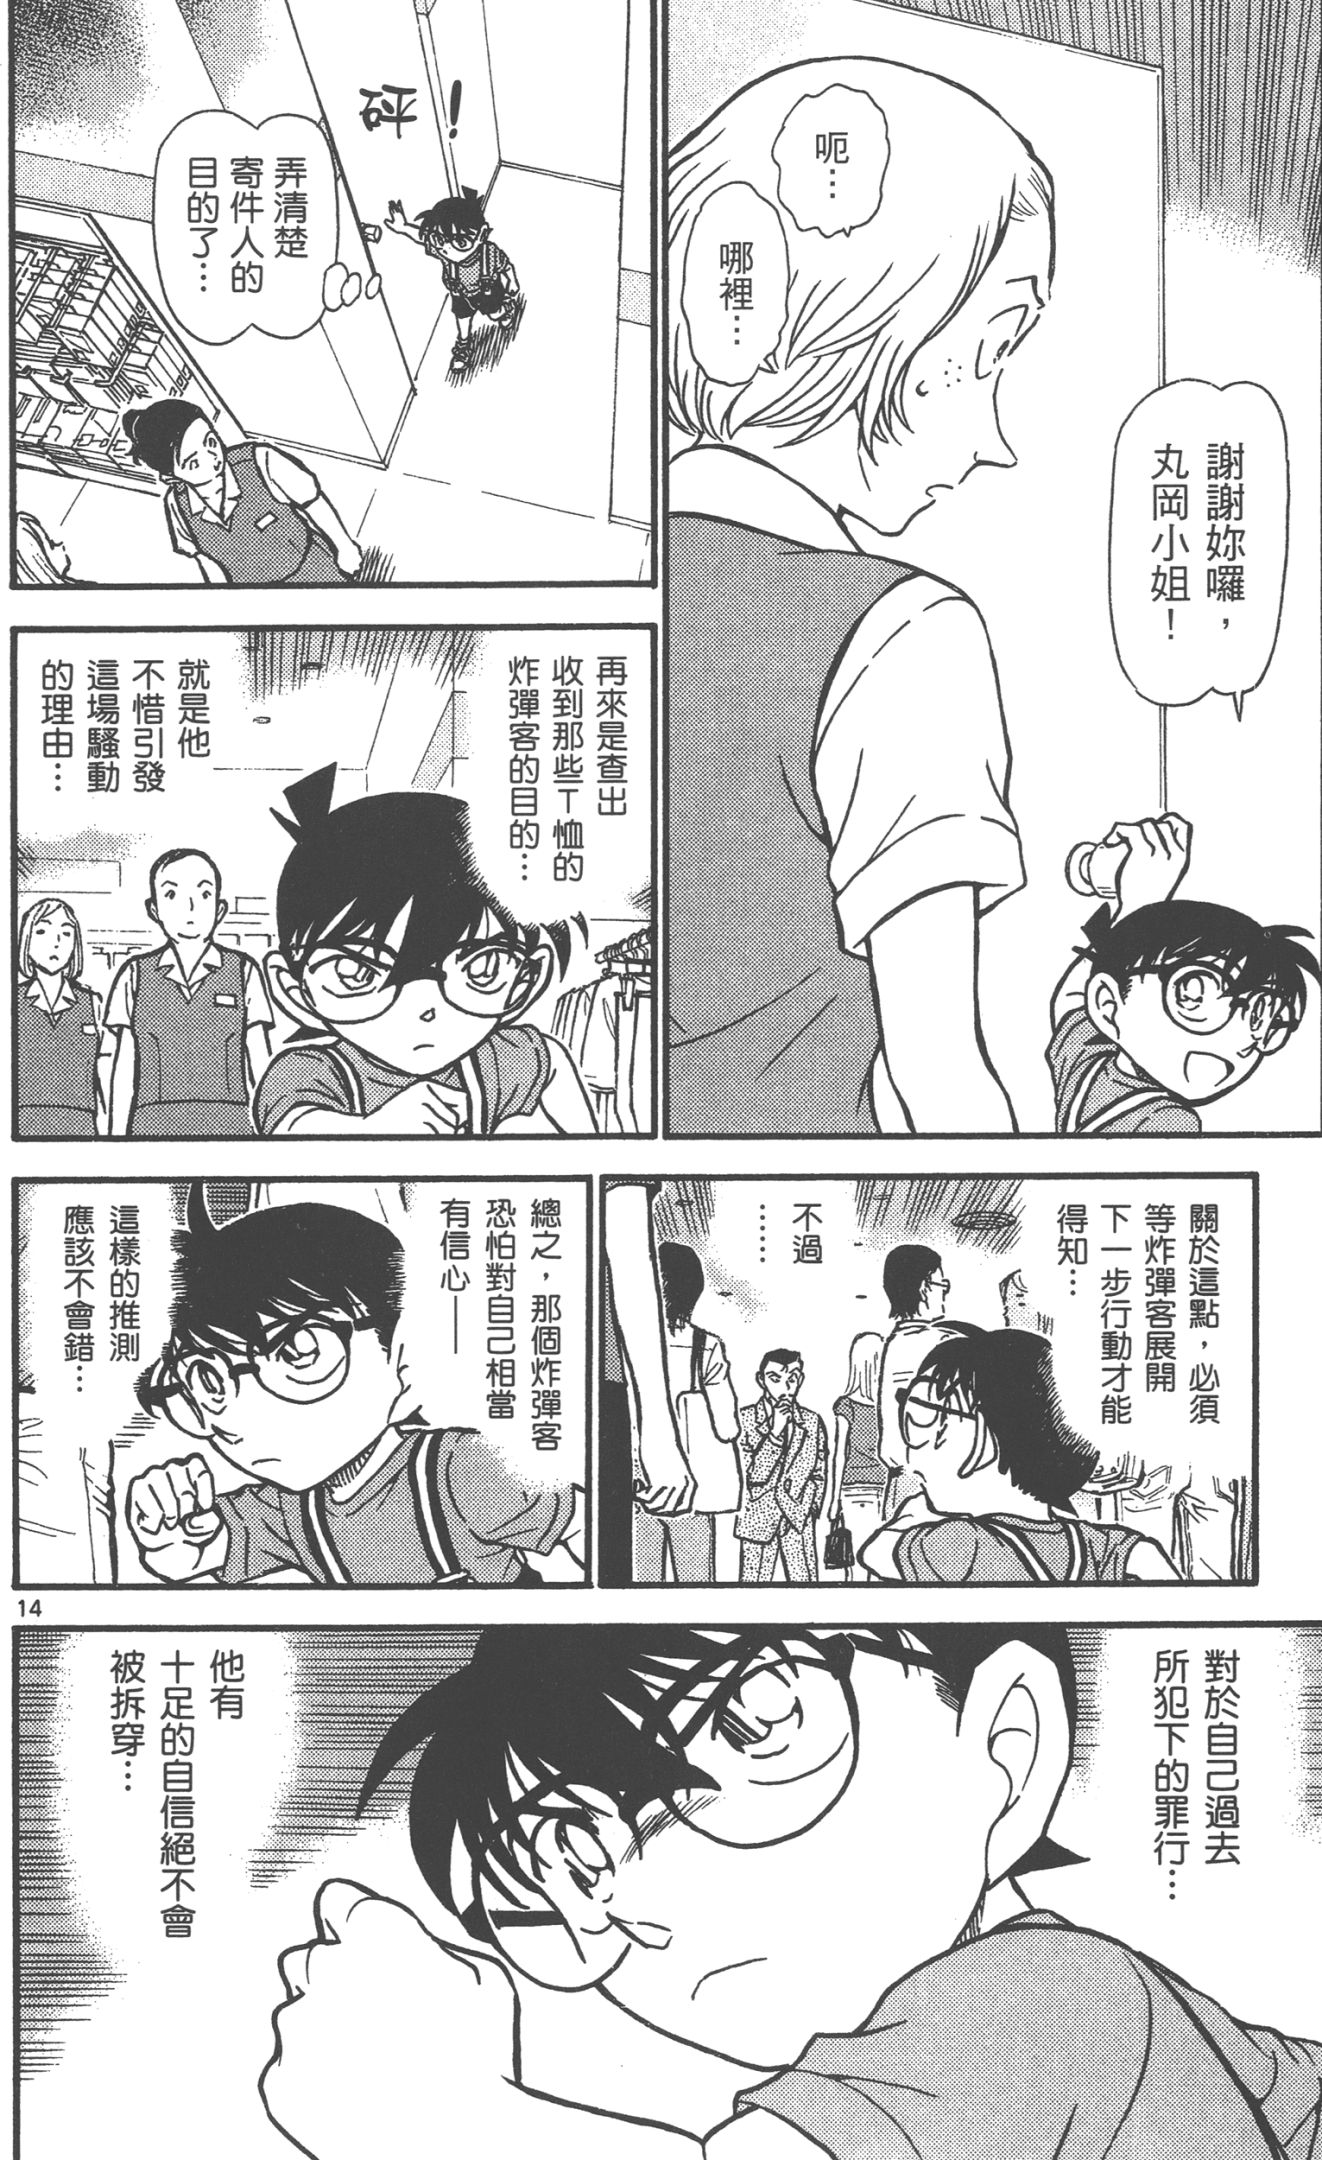 謝謝妳囉，
丸岡小姐！
呃…
哪裡…
砰！
弄清楚
寄件人的
目的了…
再來是查出
收到那些T恤的
炸彈客的目的…
就是他
不惜引發
這場騷動
的理由…
關於這點，必須
等炸彈客展開
下一步行動才能
得知…
不過
……
總之，那個炸彈客
恐怕對自己相當
有信心——
這樣的推測
應該不會錯…
14
對於自己過去
所犯下的罪行…
他有
十足的自信絕不會
被拆穿…